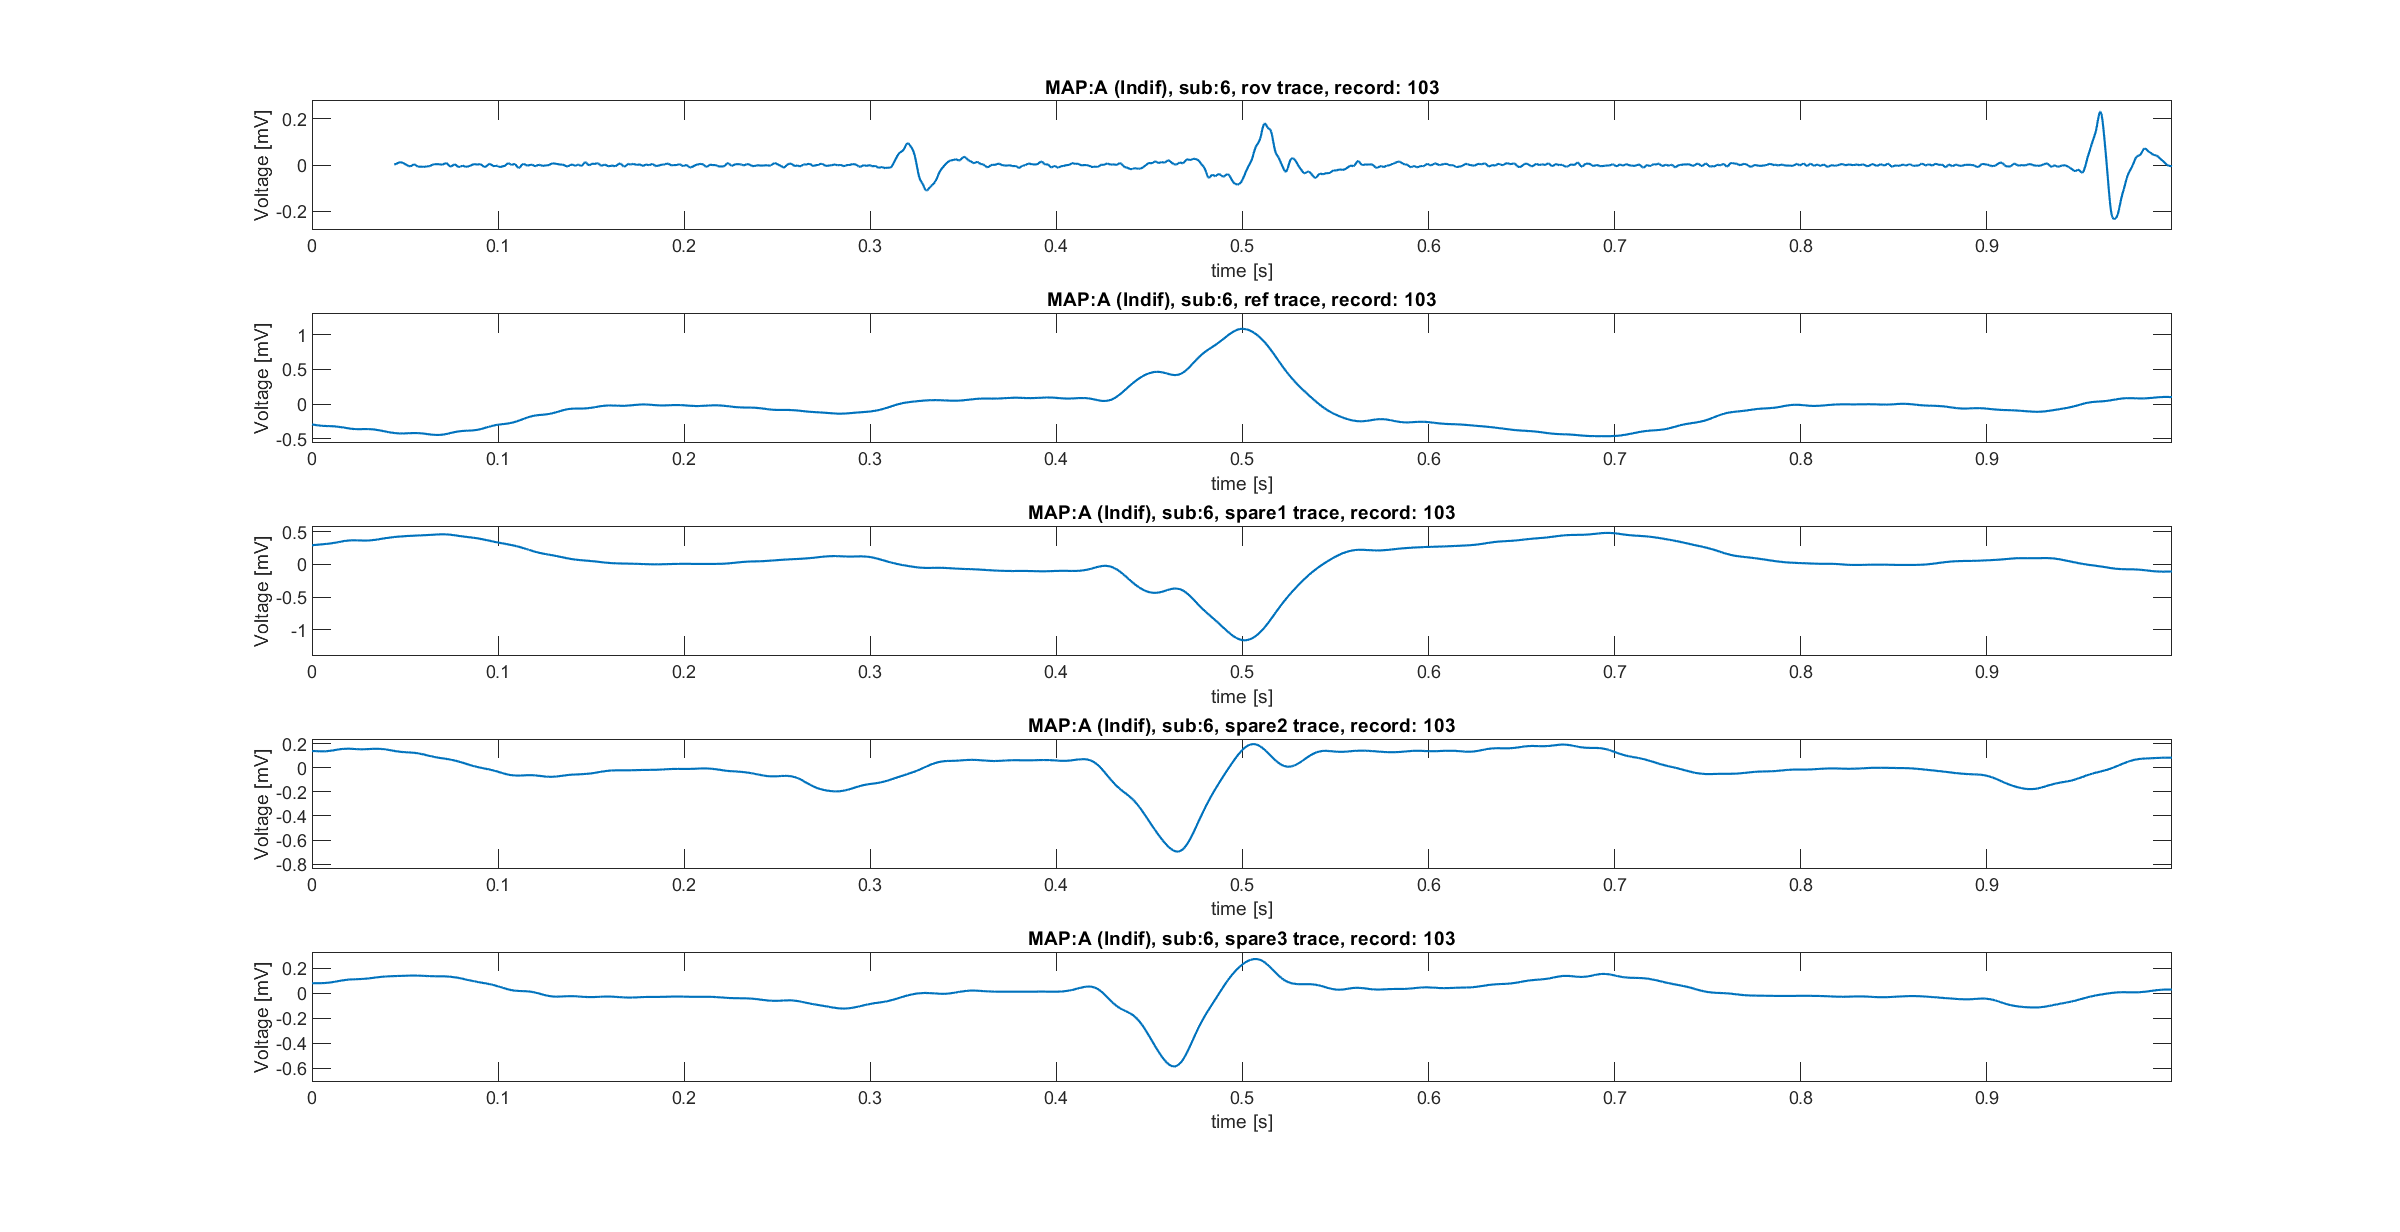 MAP:A (Indif), sub:6, rov trace, record: 103
Voltage [mV]
0.2
0
-0.2
0 0.1 0.2 0.3 0.4 0.5 0.6 0.7 0.8 0.9
time [s]
MAP:A (Indif), sub:6, ref trace, record: 103
Voltage [mV]
1
0.5
0
-0.5
0 0.1 0.2 0.3 0.4 0.5 0.6 0.7 0.8 0.9
time [s]
MAP:A (Indif), sub:6, spare1 trace, record: 103
Voltage [mV]
0.5
0
-0.5
-1
0 0.1 0.2 0.3 0.4 0.5 0.6 0.7 0.8 0.9
time [s]
MAP:A (Indif), sub:6, spare2 trace, record: 103
Voltage [mV]
0.2
0
-0.2
-0.4
-0.6
-0.8
0 0.1 0.2 0.3 0.4 0.5 0.6 0.7 0.8 0.9
time [s]
MAP:A (Indif), sub:6, spare3 trace, record: 103
Voltage [mV]
0.2
0
-0.2
-0.4
-0.6
0 0.1 0.2 0.3 0.4 0.5 0.6 0.7 0.8 0.9
time [s]